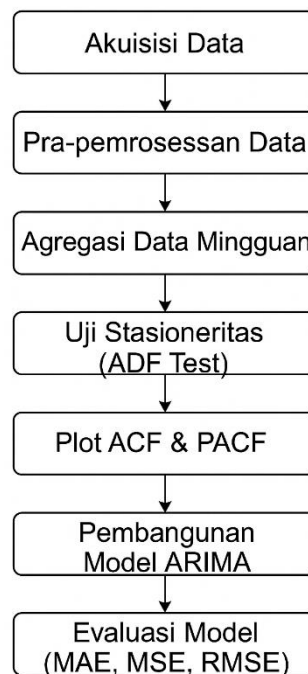 Akuisisi Data
Pra-pemrosessan Data
Agregasi Data Mingguan
Uji Stasioneritas
(ADF Test)
Plot ACF & PACF
Pembangunan
Model ARIMA
Evaluasi Model
(MAE, MSE, RMSE)